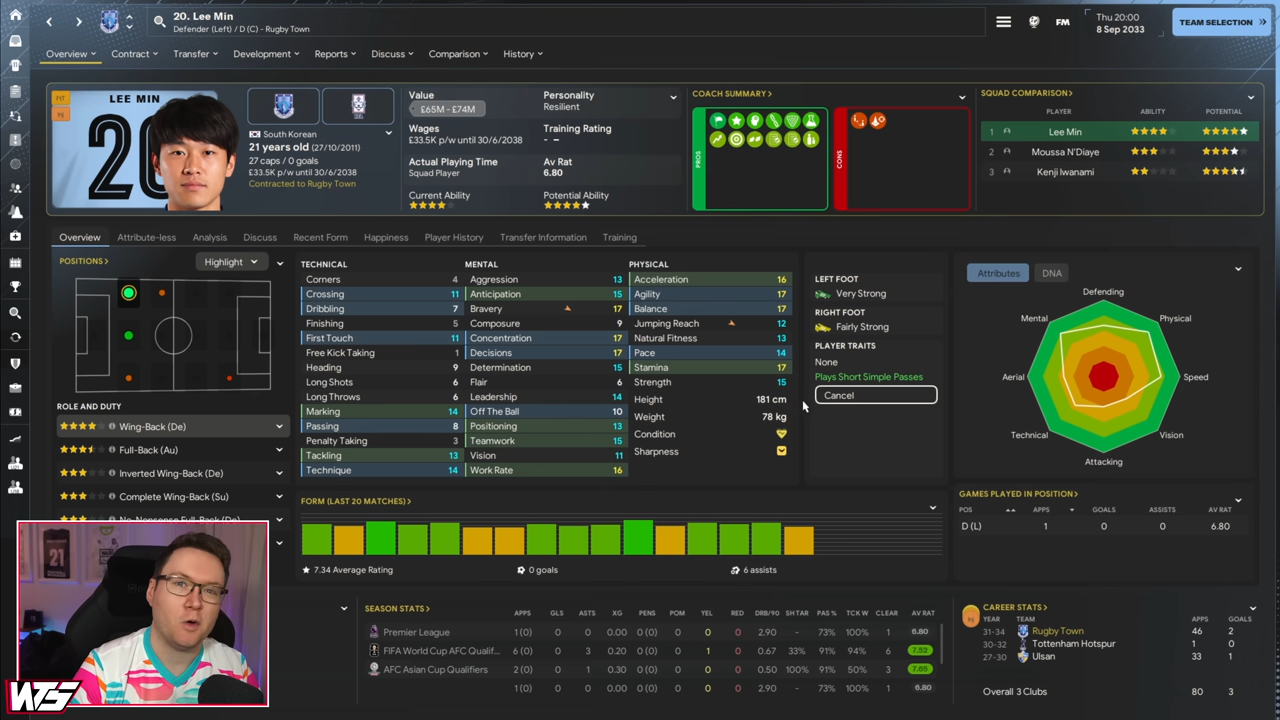 20. Lee Min
Defender (Left) / D (C) - Rugby Town
FM
Thu 20:00
8 Sep 2033
TEAM SELECTION
Overview
Contract
Transfer
Development
Reports
Discuss
Comparison
History
LEE MIN
20
South Korean
21 years old (27/10/2011)
27 caps / 0 goals
£33.5K p/w until 30/6/2038
Contracted to Rugby Town
Value
£65M - £74M
Wages
£33.5K p/w until 30/6/2038
Actual Playing Time
Squad Player
Current Ability
Personality
Resilient
Training Rating
- -
Av Rat
6.80
Potential Ability
COACH SUMMARY >
PROS
CONS
SQUAD COMPARISON >
PLAYER ABILITY POTENTIAL
1 Lee Min
2 Moussa N'Diaye
3 Kenji Iwanami
Overview
Attribute-less
Analysis
Discuss
Recent Form
Happiness
Player History
Transfer Information
Training
POSITIONS >
Highlight
ROLE AND DUTY
Wing-Back (De)
Full-Back (Au)
Inverted Wing-Back (De)
Complete Wing-Back (Su)
No-Nonsense Full-Back (De)
TECHNICAL
Corners 4
Crossing 11
Dribbling 7
Finishing 5
First Touch 11
Free Kick Taking 1
Heading 9
Long Shots 6
Long Throws 6
Marking 14
Passing 8
Penalty Taking 3
Tackling 13
Technique 14
MENTAL
Aggression 13
Anticipation 15
Bravery 17
Composure 9
Concentration 17
Decisions 17
Determination 15
Flair 6
Leadership 14
Off The Ball 10
Positioning 13
Teamwork 15
Vision 11
Work Rate 16
PHYSICAL
Acceleration 16
Agility 17
Balance 17
Jumping Reach 12
Natural Fitness 13
Pace 14
Stamina 17
Strength 15
Height 181 cm
Weight 78 kg
Condition
Sharpness
LEFT FOOT
Very Strong
RIGHT FOOT
Fairly Strong
PLAYER TRAITS
None
Plays Short Simple Passes
Cancel
Attributes
DNA
Defending
Physical
Speed
Vision
Attacking
Technical
Aerial
Mental
FORM (LAST 20 MATCHES) >
7.34 Average Rating
0 goals
6 assists
GAMES PLAYED IN POSITION >
POS APPS GOALS ASSISTS AV RAT
D (L) 1 0 0 6.80
SEASON STATS >
APPS GLS ASTS XG PENS POM YEL RED DRB/90 SH TAR PAS % TCK W CLEAR AV RAT
Premier League 1 (0) 0 0 0.00 0 (0) 0 0 0 2.90 - 73% 100% 1 6.80
FIFA World Cup AFC Qualif... 6 (0) 0 3 0.20 0 (0) 0 1 0 0.67 33% 91% 94% 6 7.52
AFC Asian Cup Qualifiers 2 (0) 0 1 0.30 0 (0) 0 0 0 0.50 100% 91% 100% 3 7.65
1 (0) 0 0 0.00 0 (0) 0 0 0 2.90 - 73% 100% 1 6.80
CAREER STATS >
YEAR TEAM APPS GOALS
31-34 Rugby Town 46 2
30-32 Tottenham Hotspur
27-30 Ulsan 33 1
Overall 3 Clubs 80 3
21
WTS